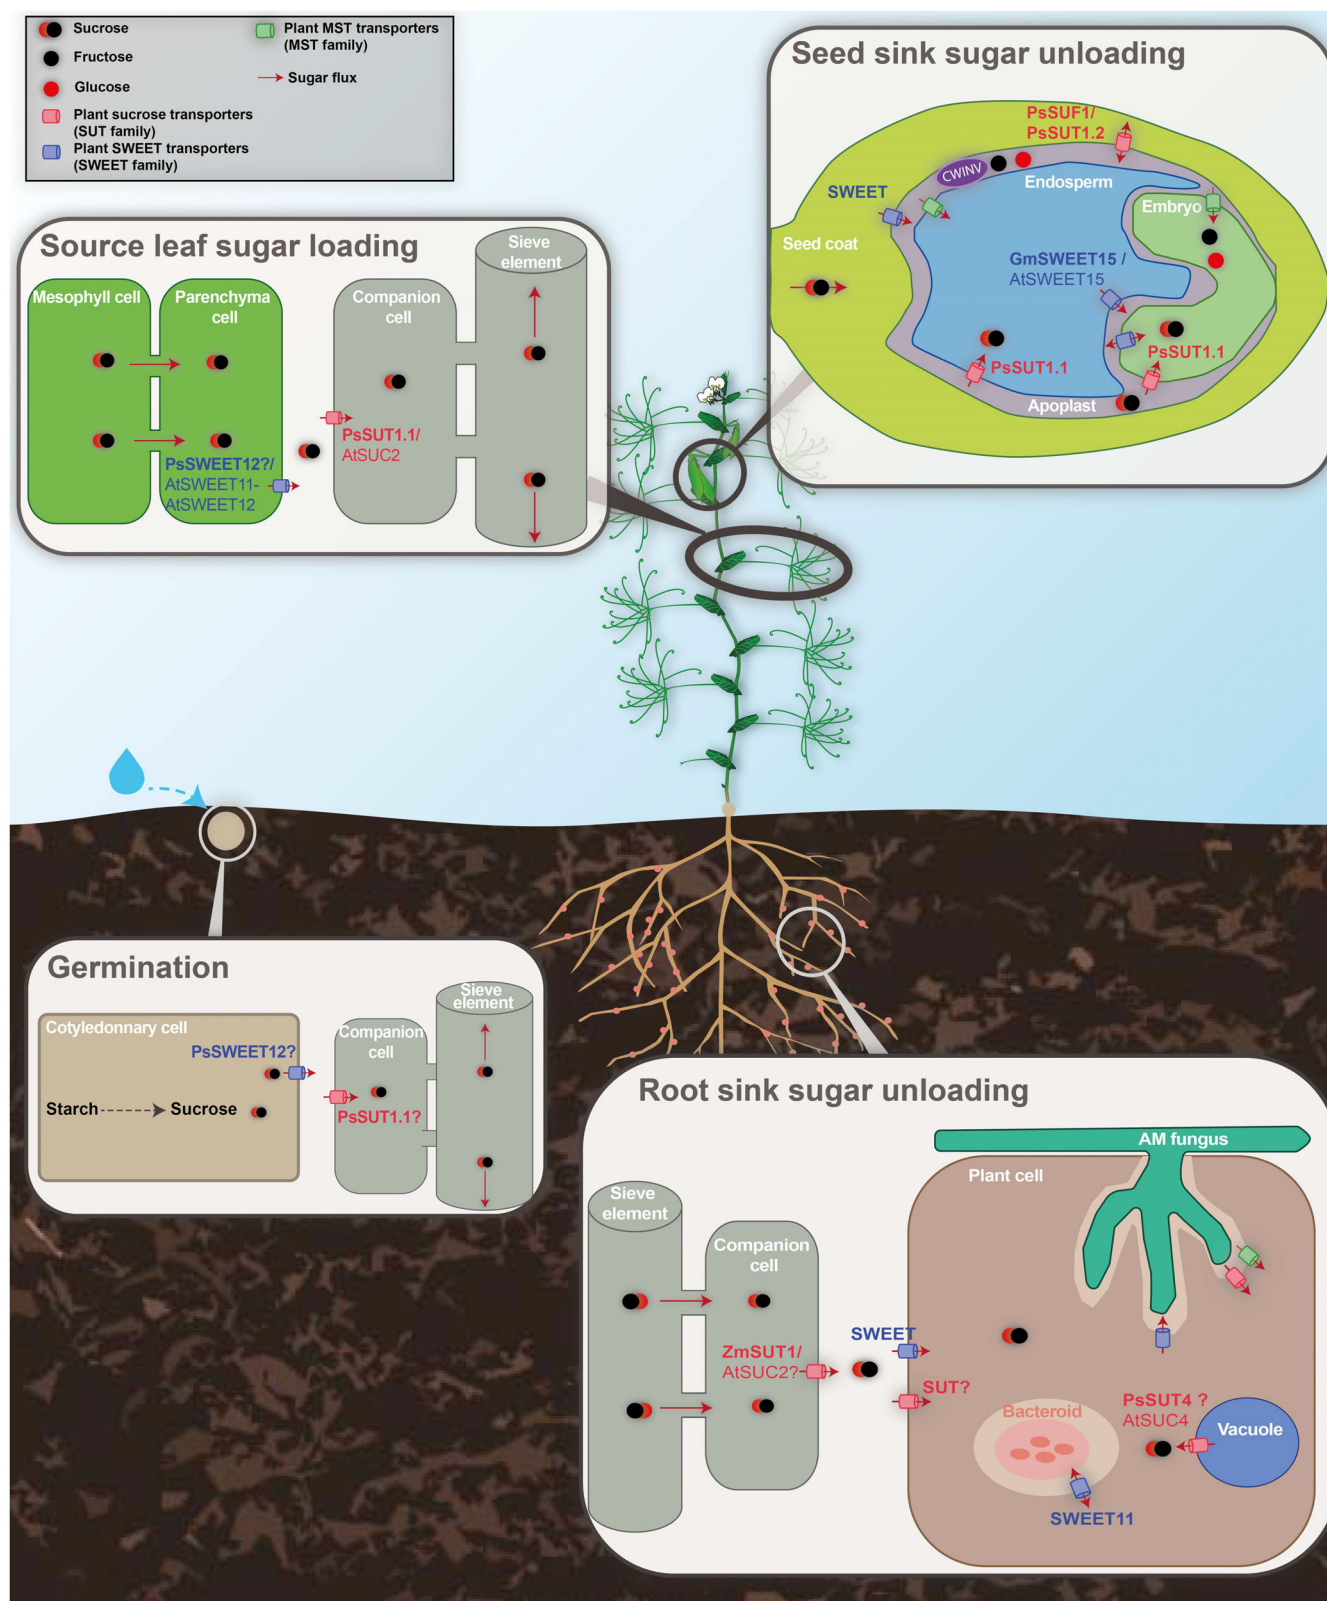 Sucrose
Fructose
Glucose
Plant sucrose transporters
(SUT family)
Plant SWEET transporters
(SWEET family)
Plant MST transporters
(MST family)
Sugar flux
Seed sink sugar unloading
PsSUF1/
PsSUT1.2
CWINV
Endosperm
SWEET
Embryo
Seed coat
GmSWEET15 /
AtSWEET15
PsSUT1.1
PsSUT1.1
Apoplast
Source leaf sugar loading
Sieve
element
Mesophyll cell
Parenchyma
cell
Companion
cell
PsSUT1.1/
AtSUC2
PsSWEET12?/
AtSWEET11-
AtSWEET12
Germination
Sieve
element
Cotyledonnary cell
Companion
cell
PsSWEET12?
Starch
Sucrose
PsSUT1.1?
Root sink sugar unloading
AM fungus
Plant cell
Sieve
element
Companion
cell
SWEET
ZmSUT1/
AtSUC2?
SUT?
Bacteroid
PsSUT4 ?
AtSUC4
Vacuole
SWEET11